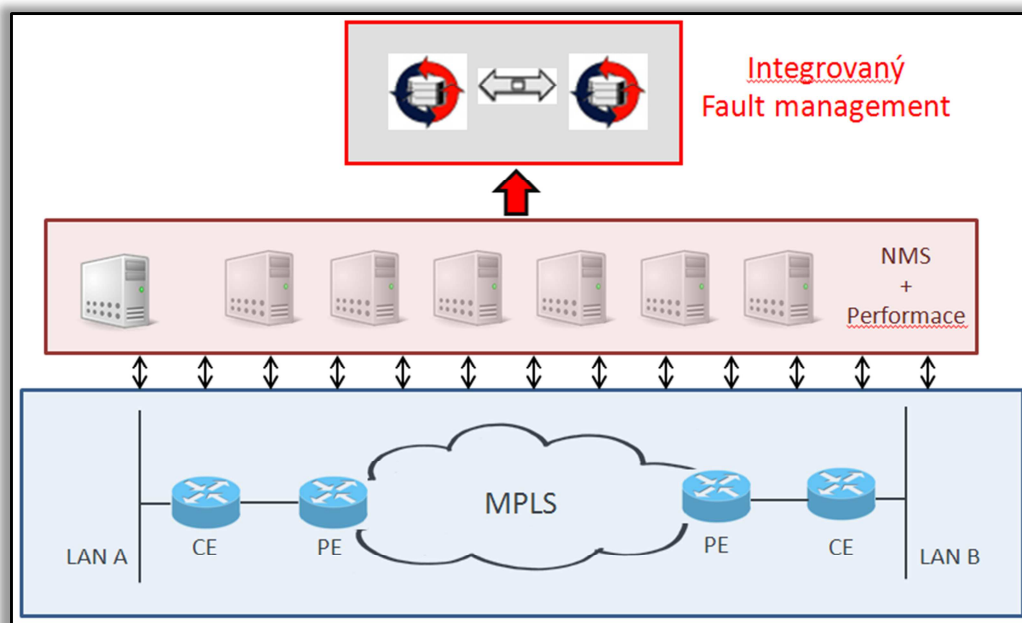 Integrovaný
Fault management
NMS
+
Performace
MPLS
LAN A
CE
PE
PE
CE
LAN B